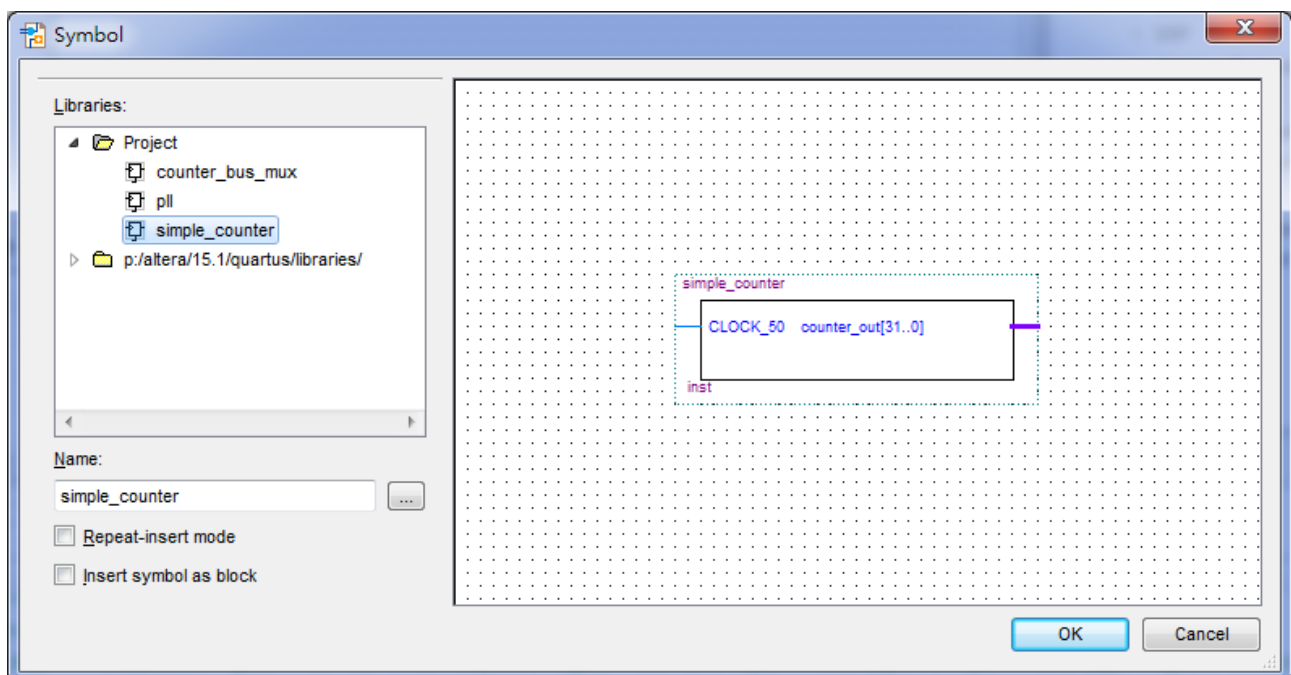 Symbol
Libraries:
Project
counter_bus_mux
pll
simple_counter
p:/altera/15.1/quartus/libraries/
Name:
simple_counter
...
Repeat-insert mode
Insert symbol as block
simple_counter
CLOCK_50 counter_out[31..0]
inst
OK Cancel